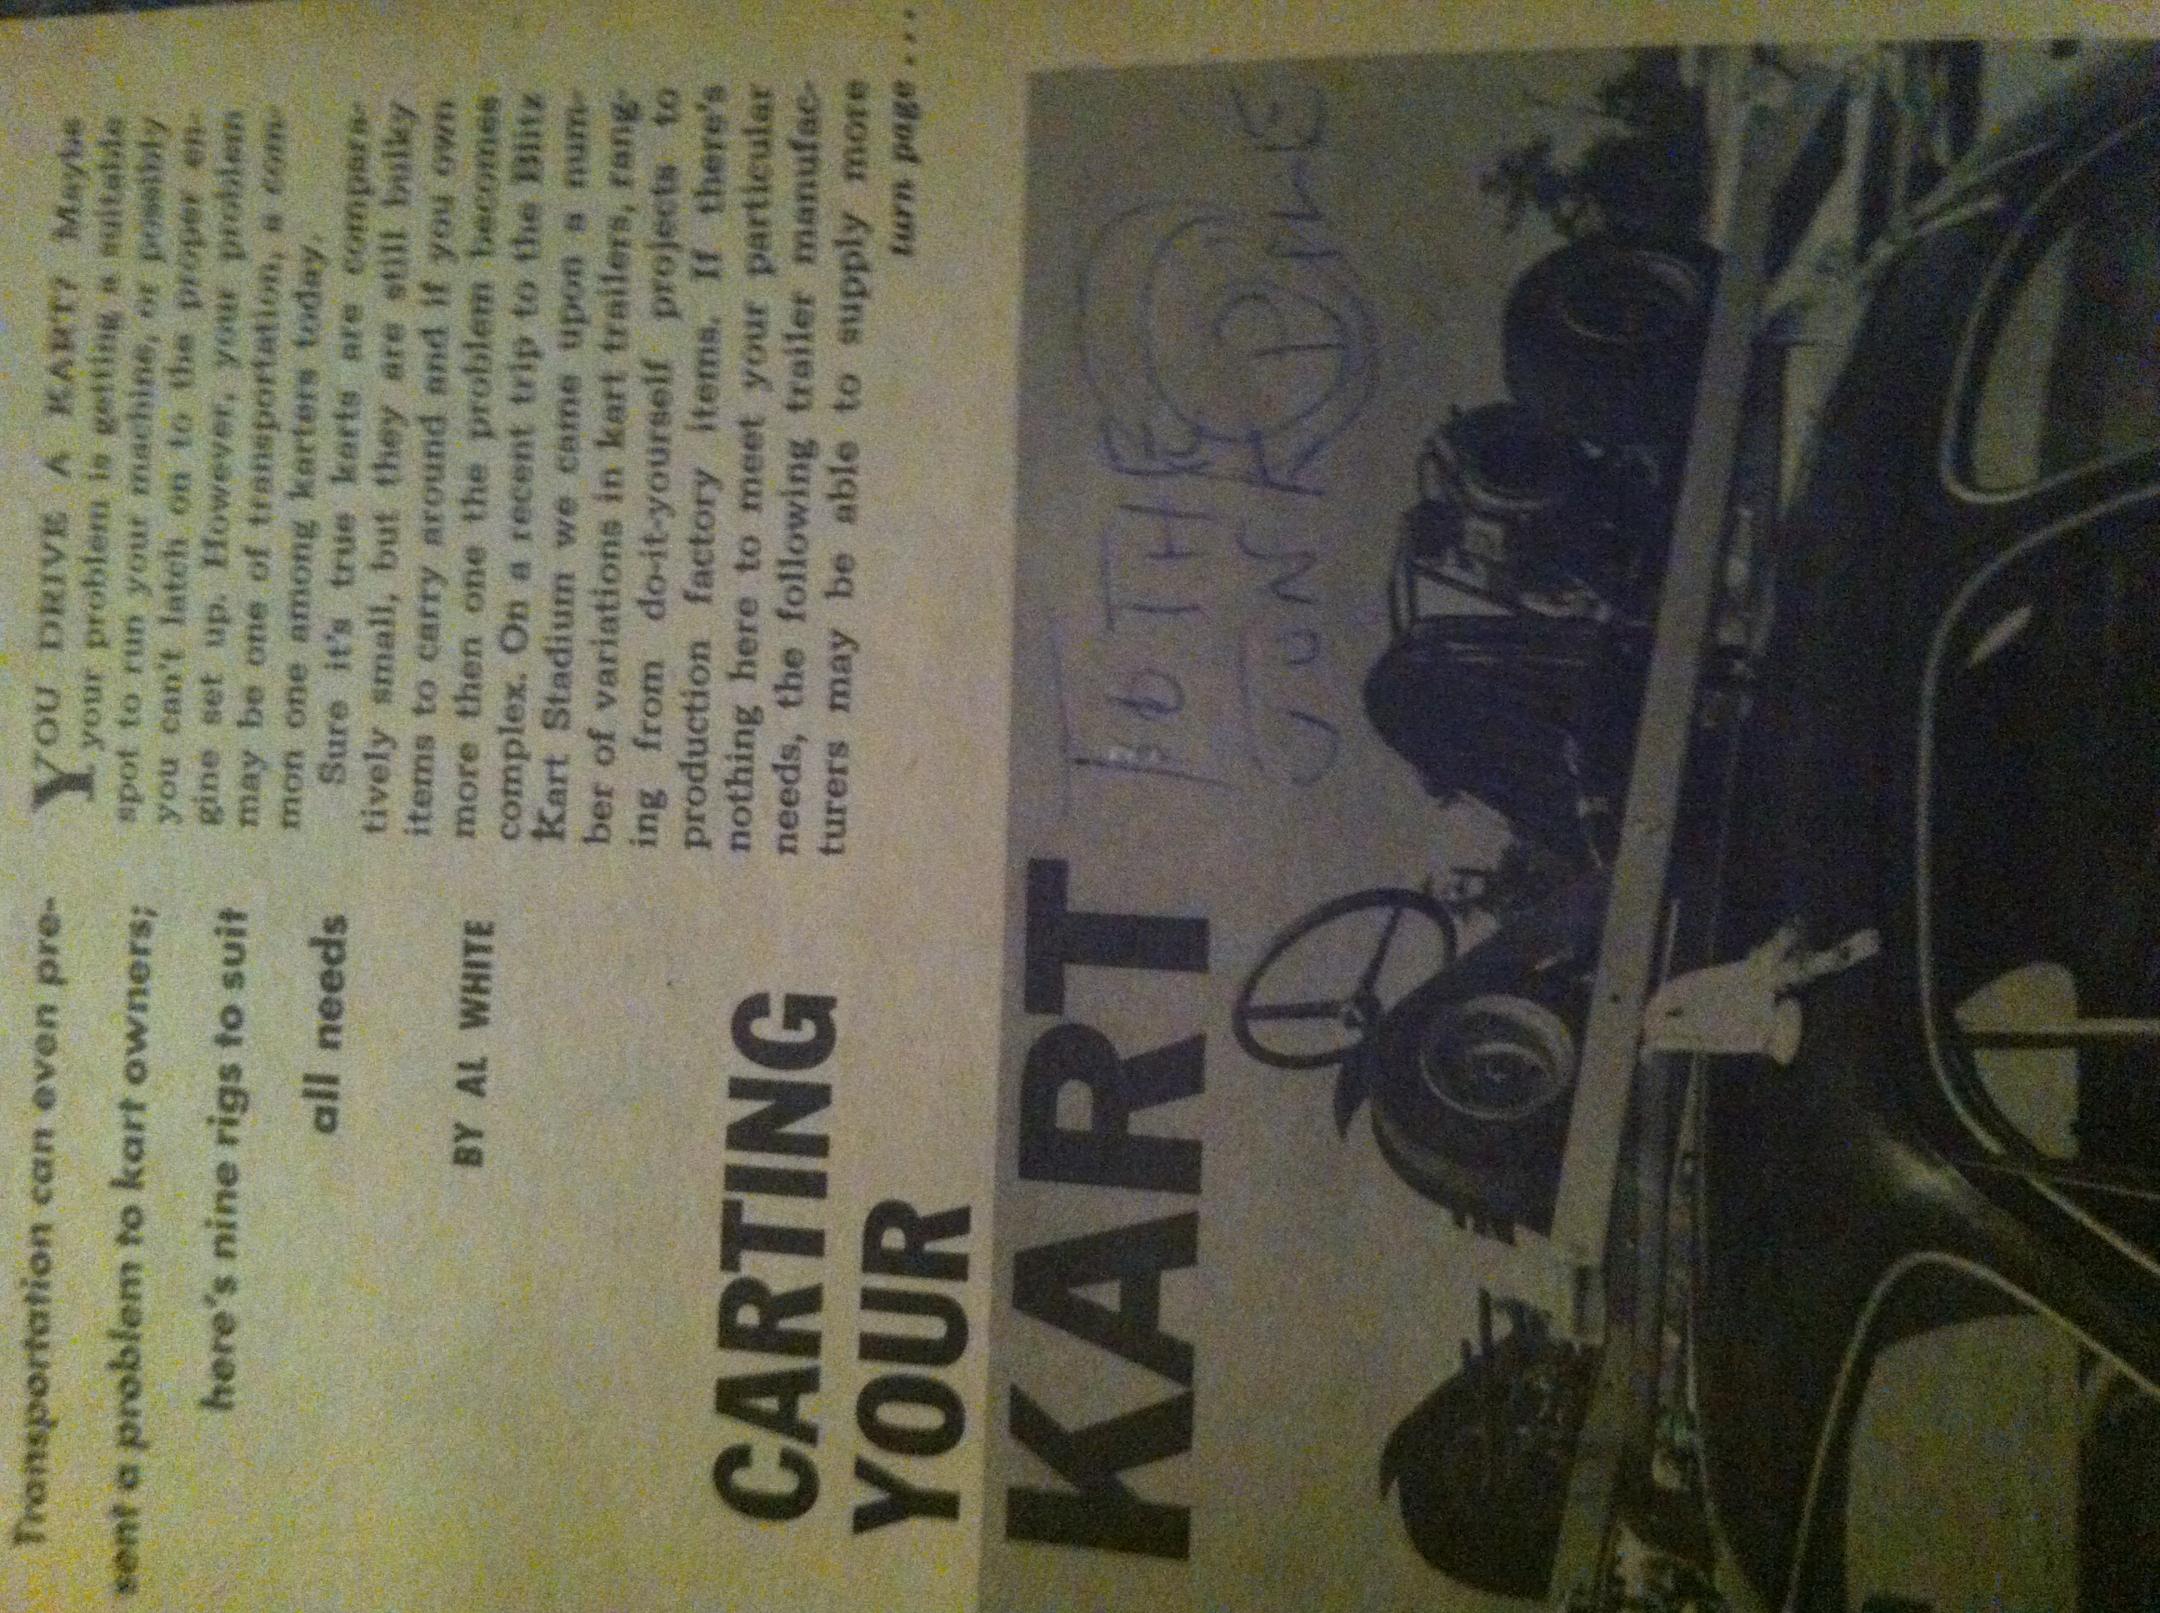 Transportation can even pre-
sent a problem to kart owners;
here's nine rigs to suit
all needs
BY AL WHITE
CARTING
YOUR
KART
YOU DRIVE A KART? Maybe
your problem is getting a suitable
spot to run your machine, or possibly
you can't latch on to the proper en-
gine set up. However, your problem
may be one of transportation, a com-
mon one among karters today.
Sure it's true karts are compara-
tively small, but they are still bulky
items to carry around and if you own
more then one the problem becomes
complex. On a recent trip to the Blitz
Kart Stadium we came upon a num-
ber of variations in kart trailers, rang-
ing from do-it-yourself projects to
production factory items. If there's
nothing here to meet your particular
needs, the following trailer manufac-
turers may be able to supply more
turn page . . . .
TO THE
JUNK PILE